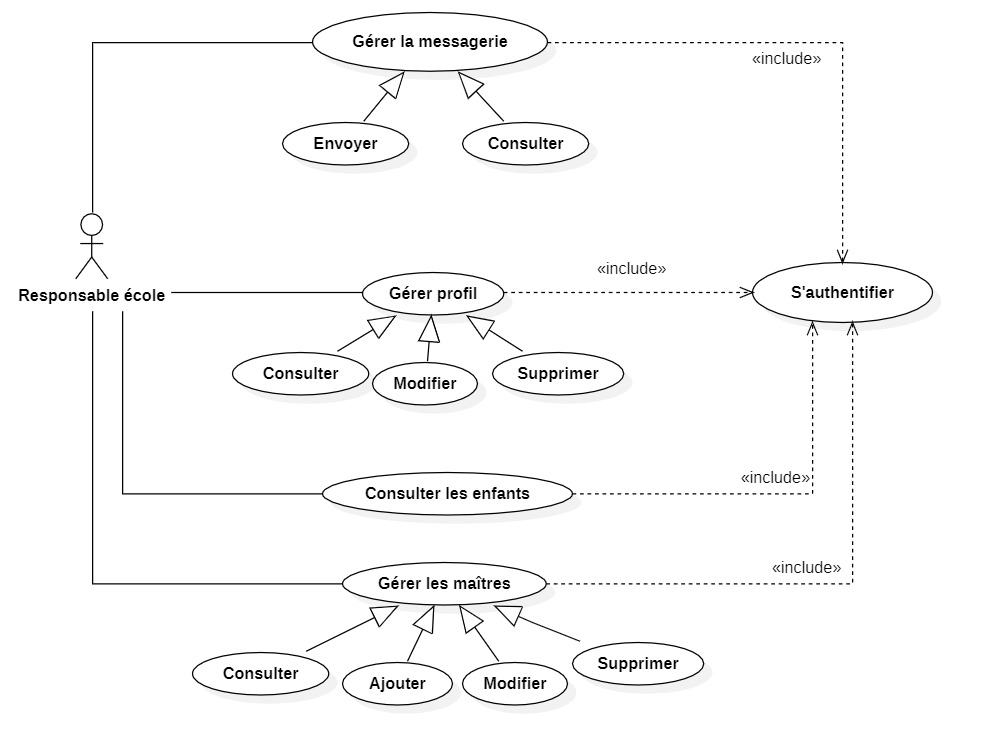 Gérer la messagerie
«include»
Envoyer
Consulter
«include»
Responsable école
Gérer profil
S'authentifier
Consulter
Modifier
Supprimer
«include»
Consulter les enfants
«include»
Gérer les maîtres
Consulter
Ajouter
Modifier
Supprimer